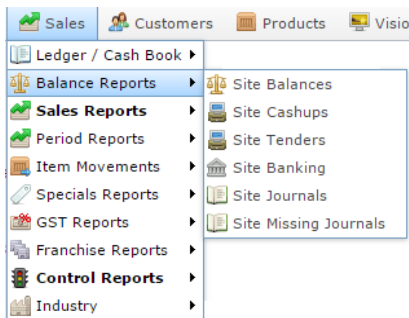 Sales Customers Products Visio
Ledger / Cash Book
Balance Reports
Sales Reports
Period Reports
Item Movements
Specials Reports
GST Reports
Franchise Reports
Control Reports
Industry
Site Balances
Site Cashups
Site Tenders
Site Banking
Site Journals
Site Missing Journals